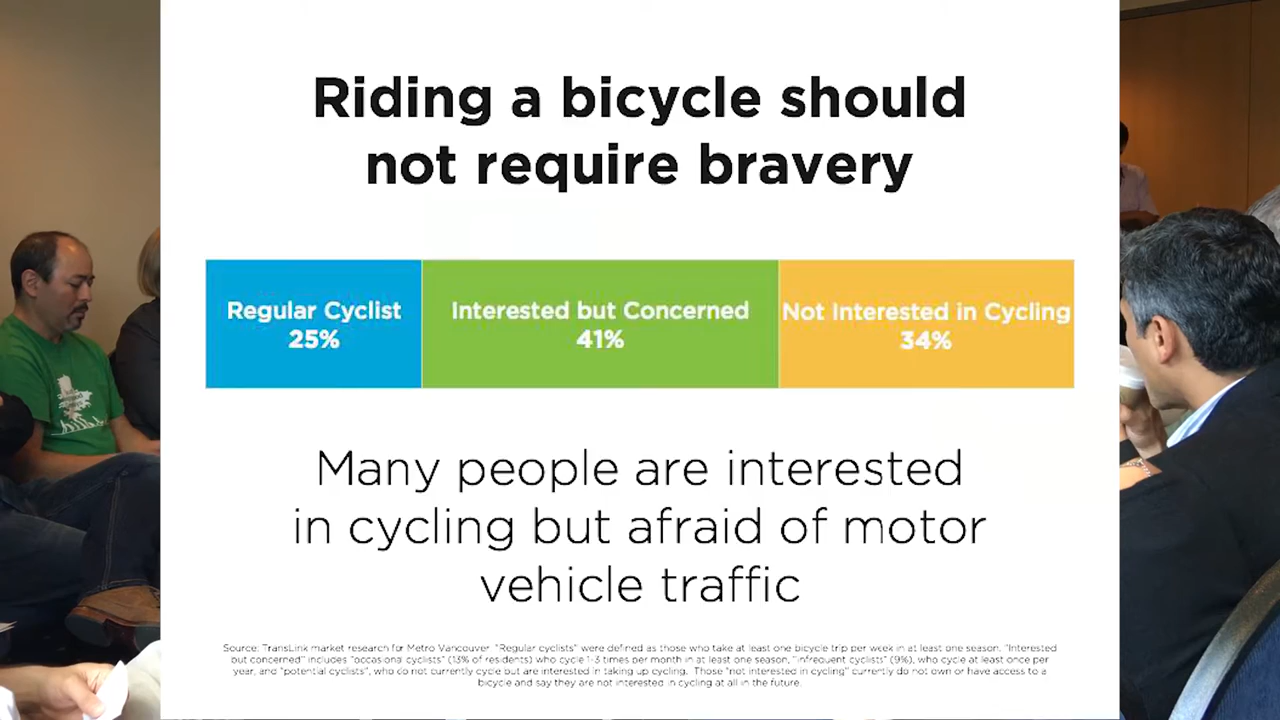 Riding a bicycle should
not require bravery
Regular Cyclist
25%
Interested but Concerned
41%
Not Interested in Cycling
34%
Many people are interested
in cycling but afraid of motor
vehicle traffic
Source: TransLink market research for Metro Vancouver. "Regular cyclists" were defined as those who take at least one bicycle trip per week in at least one season. "Interested
but concerned" includes "occasional cyclists" (13% of residents) who cycle 1-3 times per month in at least one season, "infrequent cyclists" (9%), who cycle at least once per
year, and "potential cyclists", who do not currently cycle but are interested in taking up cycling. Those "not interested in cycling" currently do not own or have access to a
bicycle and say they are not interested in cycling at all in the future.